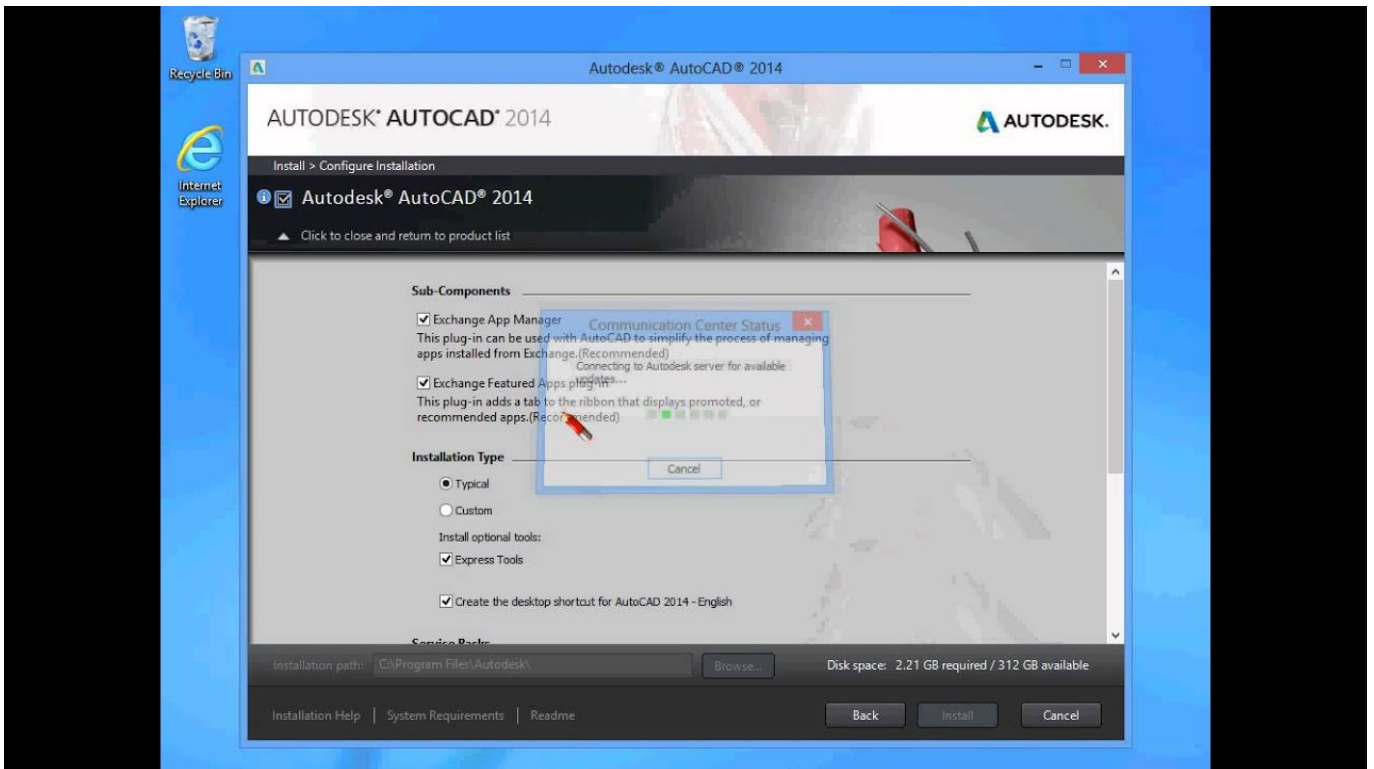 Recycle Bin
Autodesk® AutoCAD® 2014
AUTODESK® AUTOCAD® 2014
AUTODESK.
Install > Configure Installation
Internet
Explorer
Autodesk® AutoCAD® 2014
Click to close and return to product list
Sub-Components
Exchange App Manager
This plug-in can be used with AutoCAD to simplify the process of managing
apps installed from Exchange.(Recommended)
Communication Center Status
Connecting to Autodesk server for available
updates...
Cancel
Exchange Featured Apps plug-in
This plug-in adds a tab to the ribbon that displays promoted, or
recommended apps.(Recommended)
Installation Type
Typical
Custom
Install optional tools:
Express Tools
Create the desktop shortcut for AutoCAD 2014 - English
Service Packs
Installation path: C:\Program Files\Autodesk\ Browse... Disk space: 2.21 GB required / 312 GB available
Installation Help | System Requirements | Readme Back Install Cancel